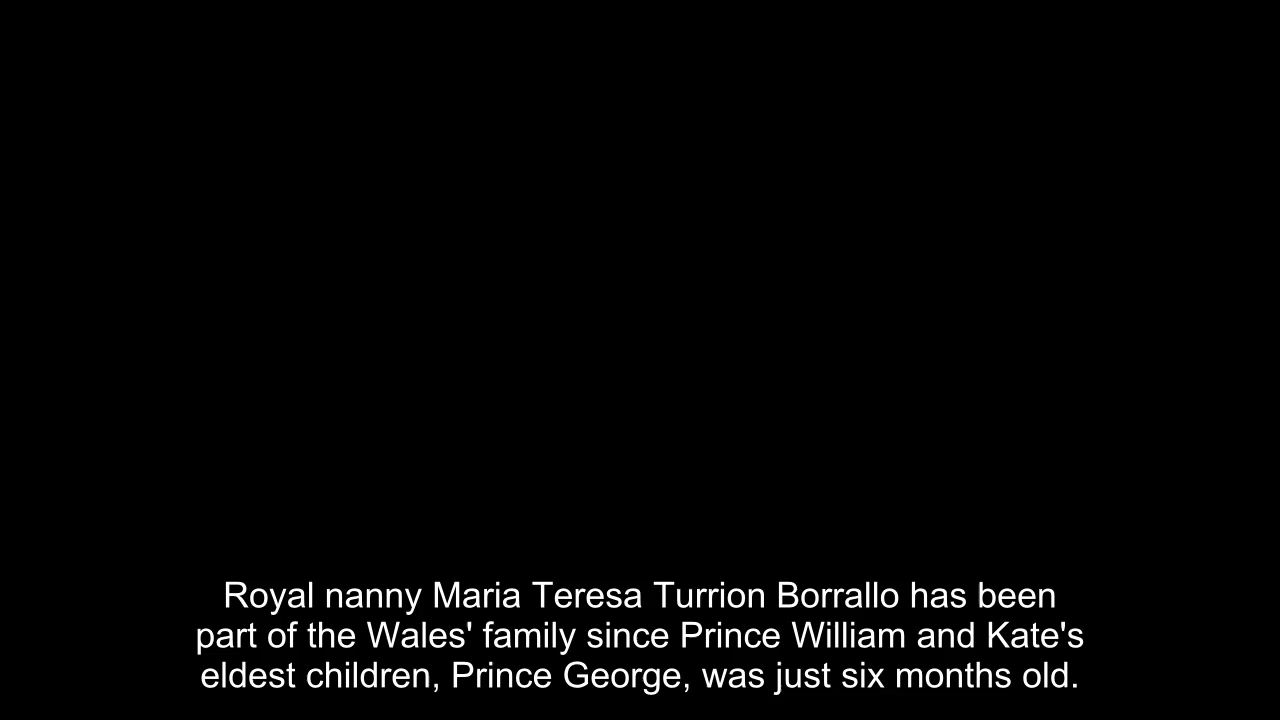 Royal nanny Maria Teresa Turrion Borrallo has been
part of the Wales' family since Prince William and Kate's
eldest children, Prince George, was just six months old.